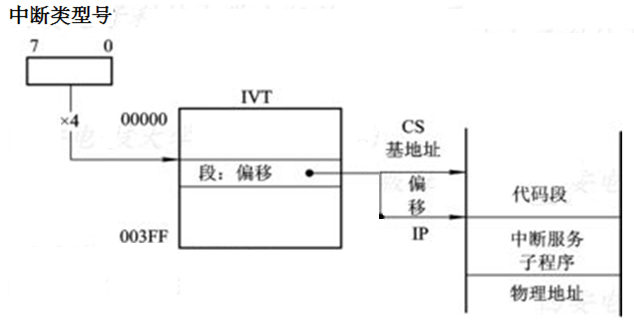 中断类型号
7 0
×4
IVT
00000
段：偏移
003FF
CS
基地址
偏
移
IP
代码段
中断服务
子程序
物理地址